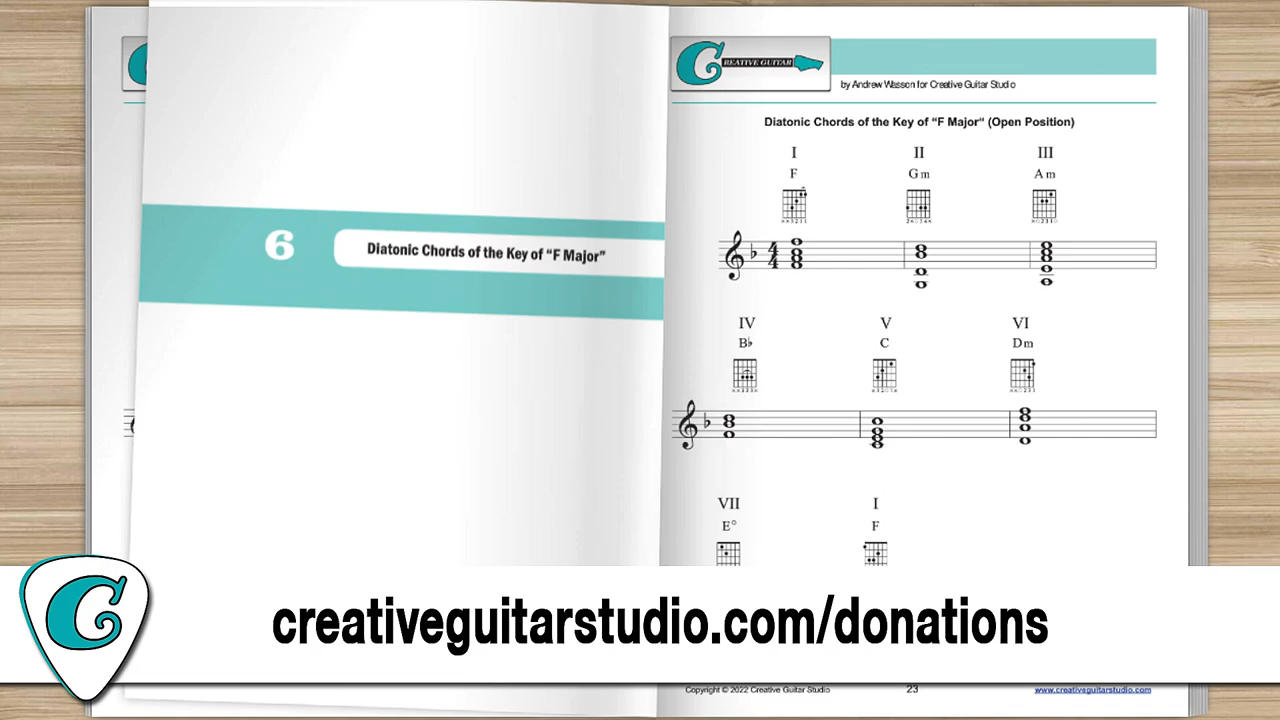 6
Diatonic Chords of the Key of “F Major”
CREATIVE GUITAR
by Andrew Wasson for Creative Guitar Studio
Diatonic Chords of the Key of “F Major“ (Open Position)
I II III
F Gm Am
4
4
IV V VI
B♭ C Dm
VII I
E° F
creativeguitarstudio.com/donations
Copyright © 2022 Creative Guitar Studio 23 www.creativeguitarstudio.com